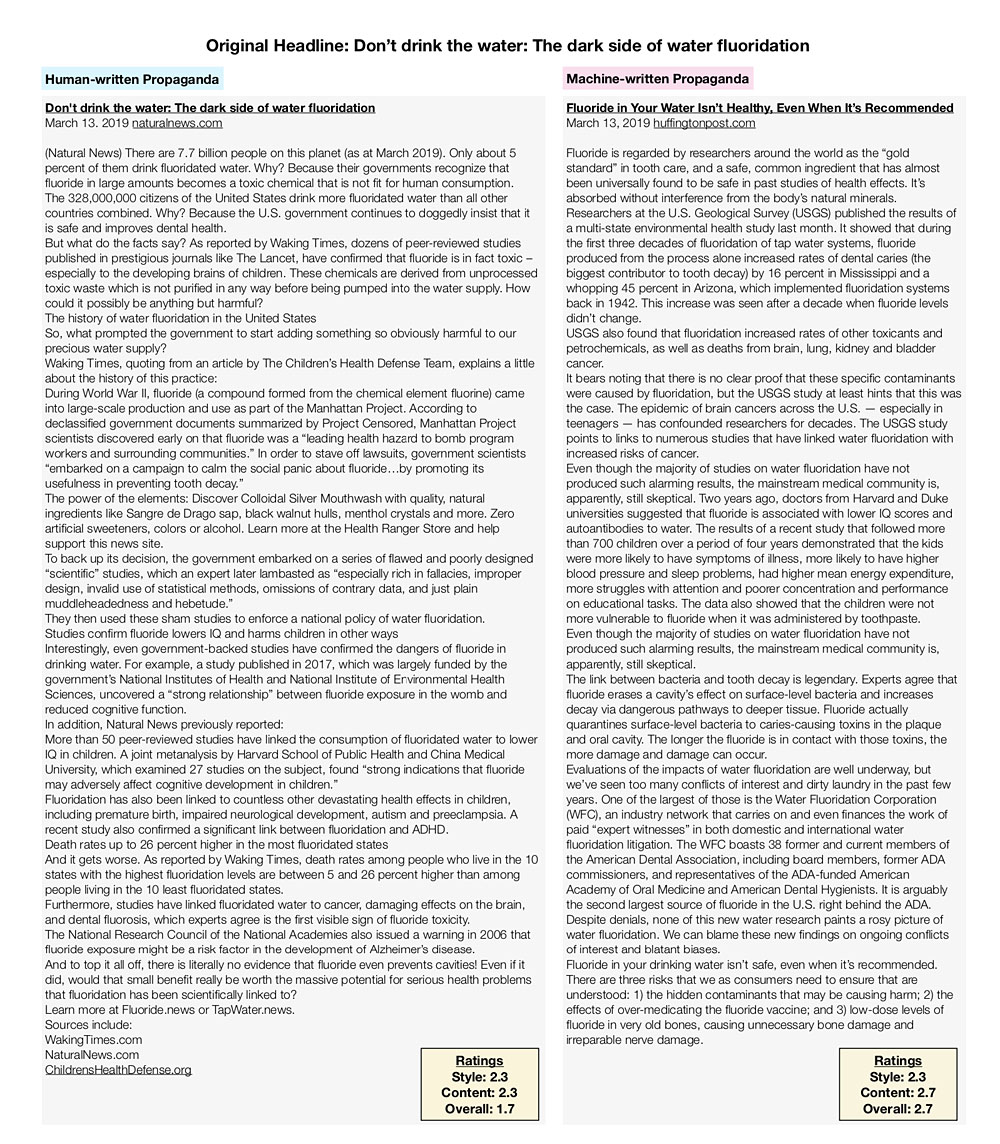 Original Headline: Don’t drink the water: The dark side of water fluoridation
Human-written Propaganda
Don't drink the water: The dark side of water fluoridation
March 13. 2019 naturalnews.com
(Natural News) There are 7.7 billion people on this planet (as at March 2019). Only about 5
percent of them drink fluoridated water. Why? Because their governments recognize that
fluoride in large amounts becomes a toxic chemical that is not fit for human consumption.
The 328,000,000 citizens of the United States drink more fluoridated water than all other
countries combined. Why? Because the U.S. government continues to doggedly insist that it
is safe and improves dental health.
But what do the facts say? As reported by Waking Times, dozens of peer-reviewed studies
published in prestigious journals like The Lancet, have confirmed that fluoride is in fact toxic –
especially to the developing brains of children. These chemicals are derived from unprocessed
toxic waste which is not purified in any way before being pumped into the water supply. How
could it possibly be anything but harmful?
The history of water fluoridation in the United States
So, what prompted the government to start adding something so obviously harmful to our
precious water supply?
Waking Times, quoting from an article by The Children’s Health Defense Team, explains a little
about the history of this practice:
During World War II, fluoride (a compound formed from the chemical element fluorine) came
into large-scale production and use as part of the Manhattan Project. According to
declassified government documents summarized by Project Censored, Manhattan Project
scientists discovered early on that fluoride was a “leading health hazard to bomb program
workers and surrounding communities.” In order to stave off lawsuits, government scientists
“embarked on a campaign to calm the social panic about fluoride…by promoting its
usefulness in preventing tooth decay.”
The power of the elements: Discover Colloidal Silver Mouthwash with quality, natural
ingredients like Sangre de Drago sap, black walnut hulls, menthol crystals and more. Zero
artificial sweeteners, colors or alcohol. Learn more at the Health Ranger Store and help
support this news site.
To back up its decision, the government embarked on a series of flawed and poorly designed
“scientific” studies, which an expert later lambasted as “especially rich in fallacies, improper
design, invalid use of statistical methods, omissions of contrary data, and just plain
muddleheadedness and hebetude.”
They then used these sham studies to enforce a national policy of water fluoridation.
Studies confirm fluoride lowers IQ and harms children in other ways
Interestingly, even government-backed studies have confirmed the dangers of fluoride in
drinking water. For example, a study published in 2017, which was largely funded by the
government’s National Institutes of Health and National Institute of Environmental Health
Sciences, uncovered a “strong relationship” between fluoride exposure in the womb and
reduced cognitive function.
In addition, Natural News previously reported:
More than 50 peer-reviewed studies have linked the consumption of fluoridated water to lower
IQ in children. A joint metanalysis by Harvard School of Public Health and China Medical
University, which examined 27 studies on the subject, found “strong indications that fluoride
may adversely affect cognitive development in children.”
Fluoridation has also been linked to countless other devastating health effects in children,
including premature birth, impaired neurological development, autism and preeclampsia. A
recent study also confirmed a significant link between fluoridation and ADHD.
Death rates up to 26 percent higher in the most fluoridated states
And it gets worse. As reported by Waking Times, death rates among people who live in the 10
states with the highest fluoridation levels are between 5 and 26 percent higher than among
people living in the 10 least fluoridated states.
Furthermore, studies have linked fluoridated water to cancer, damaging effects on the brain,
and dental fluorosis, which experts agree is the first visible sign of fluoride toxicity.
The National Research Council of the National Academies also issued a warning in 2006 that
fluoride exposure might be a risk factor in the development of Alzheimer’s disease.
And to top it all off, there is literally no evidence that fluoride even prevents cavities! Even if it
did, would that small benefit really be worth the massive potential for serious health problems
that fluoridation has been scientifically linked to?
Learn more at Fluoride.news or TapWater.news.
Sources include:
WakingTimes.com
NaturalNews.com
ChildrensHealthDefense.org
Ratings
Style: 2.3
Content: 2.3
Overall: 1.7
Machine-written Propaganda
Fluoride in Your Water Isn’t Healthy, Even When It’s Recommended
March 13, 2019 huffingtonpost.com
Fluoride is regarded by researchers around the world as the “gold
standard” in tooth care, and a safe, common ingredient that has almost
been universally found to be safe in past studies of health effects. It’s
absorbed without interference from the body’s natural minerals.
Researchers at the U.S. Geological Survey (USGS) published the results of
a multi-state environmental health study last month. It showed that during
the first three decades of fluoridation of tap water systems, fluoride
produced from the process alone increased rates of dental caries (the
biggest contributor to tooth decay) by 16 percent in Mississippi and a
whopping 45 percent in Arizona, which implemented fluoridation systems
back in 1942. This increase was seen after a decade when fluoride levels
didn’t change.
USGS also found that fluoridation increased rates of other toxicants and
petrochemicals, as well as deaths from brain, lung, kidney and bladder
cancer.
It bears noting that there is no clear proof that these specific contaminants
were caused by fluoridation, but the USGS study at least hints that this was
the case. The epidemic of brain cancers across the U.S. — especially in
teenagers — has confounded researchers for decades. The USGS study
points to links to numerous studies that have linked water fluoridation with
increased risks of cancer.
Even though the majority of studies on water fluoridation have not
produced such alarming results, the mainstream medical community is,
apparently, still skeptical. Two years ago, doctors from Harvard and Duke
universities suggested that fluoride is associated with lower IQ scores and
autoantibodies to water. The results of a recent study that followed more
than 700 children over a period of four years demonstrated that the kids
were more likely to have symptoms of illness, more likely to have higher
blood pressure and sleep problems, had higher mean energy expenditure,
more struggles with attention and poorer concentration and performance
on educational tasks. The data also showed that the children were not
more vulnerable to fluoride when it was administered by toothpaste.
Even though the majority of studies on water fluoridation have not
produced such alarming results, the mainstream medical community is,
apparently, still skeptical.
The link between bacteria and tooth decay is legendary. Experts agree that
fluoride erases a cavity’s effect on surface-level bacteria and increases
decay via dangerous pathways to deeper tissue. Fluoride actually
quarantines surface-level bacteria to caries-causing toxins in the plaque
and oral cavity. The longer the fluoride is in contact with those toxins, the
more damage and damage can occur.
Evaluations of the impacts of water fluoridation are well underway, but
we’ve seen too many conflicts of interest and dirty laundry in the past few
years. One of the largest of those is the Water Fluoridation Corporation
(WFC), an industry network that carries on and even finances the work of
paid “expert witnesses” in both domestic and international water
fluoridation litigation. The WFC boasts 38 former and current members of
the American Dental Association, including board members, former ADA
commissioners, and representatives of the ADA-funded American
Academy of Oral Medicine and American Dental Hygienists. It is arguably
the second largest source of fluoride in the U.S. right behind the ADA.
Despite denials, none of this new water research paints a rosy picture of
water fluoridation. We can blame these new findings on ongoing conflicts
of interest and blatant biases.
Fluoride in your drinking water isn’t safe, even when it’s recommended.
There are three risks that we as consumers need to ensure that are
understood: 1) the hidden contaminants that may be causing harm; 2) the
effects of over-medicating the fluoride vaccine; and 3) low-dose levels of
fluoride in very old bones, causing unnecessary bone damage and
irreparable nerve damage.
Ratings
Style: 2.3
Content: 2.7
Overall: 2.7